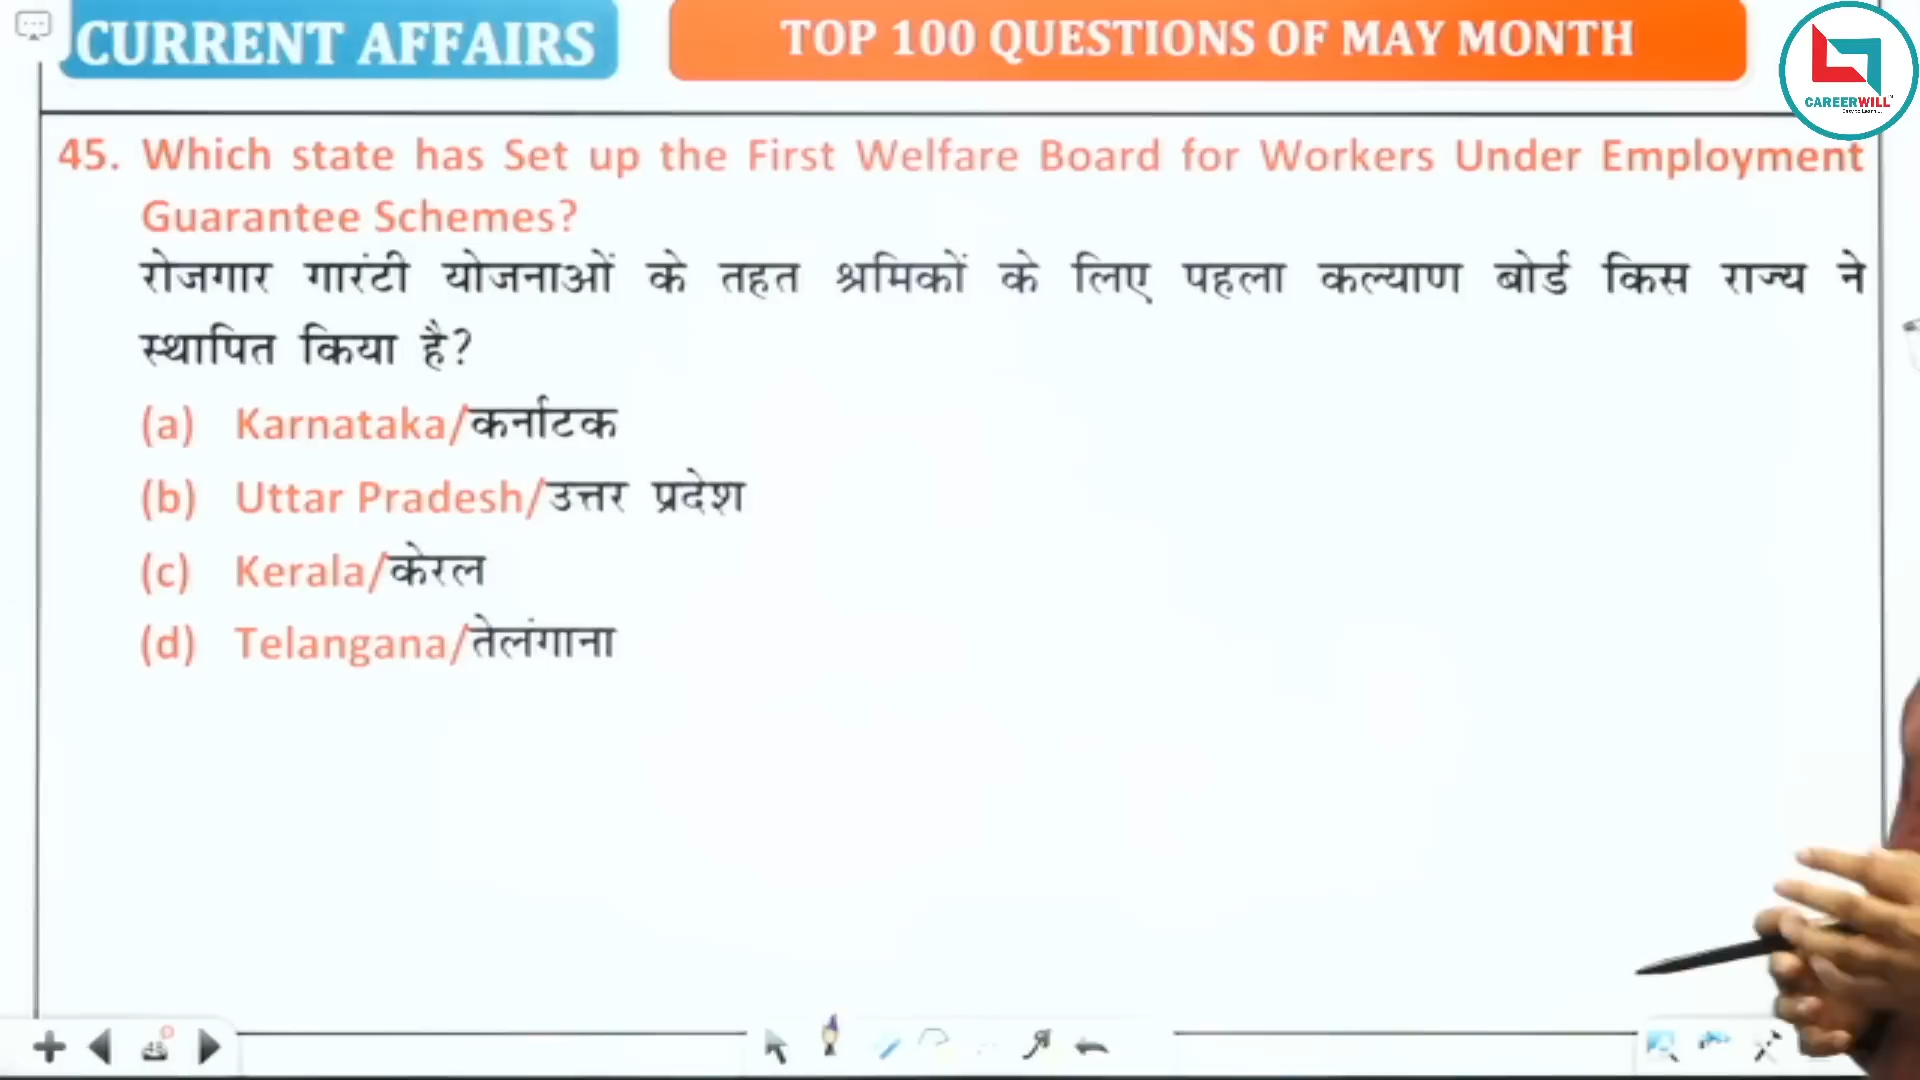 CURRENT AFFAIRS
TOP 100 QUESTIONS OF MAY MONTH
CAREERWILL
45. Which state has Set up the First Welfare Board for Workers Under Employment
Guarantee Schemes?
रोजगार गारंटी योजनाओं के तहत श्रमिकों के लिए पहला कल्याण बोर्ड किस राज्य ने
स्थापित किया है?
(a) Karnataka/कर्नाटक
(b) Uttar Pradesh/उत्तर प्रदेश
(c) Kerala/केरल
(d) Telangana/तेलंगाना